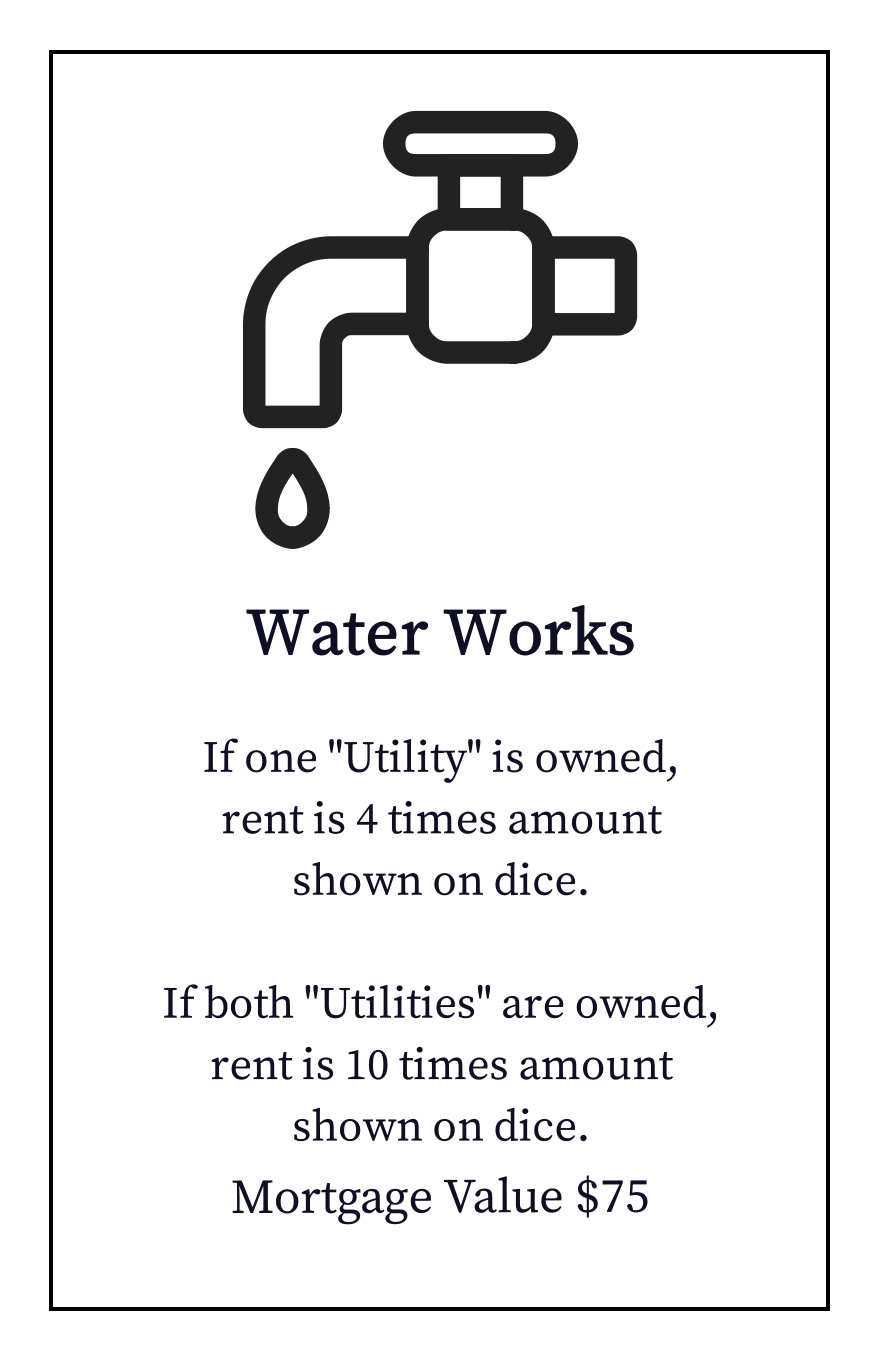 Water Works
If one "Utility" is owned,
rent is 4 times amount
shown on dice.
If both "Utilities" are owned,
rent is 10 times amount
shown on dice.
Mortgage Value $75